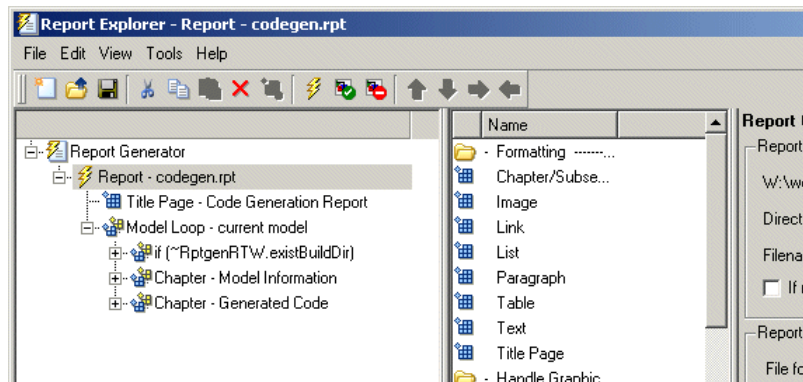 Report Explorer - Report - codegen.rpt
File Edit View Tools Help
Name
Report Generator
Report - codegen.rpt
Title Page - Code Generation Report
Model Loop - current model
if (~RptgenRTW.existBuildDir)
Chapter - Model Information
Chapter - Generated Code
- Formatting -------...
Chapter/Subse...
Image
Link
List
Paragraph
Table
Text
Title Page
- Handle Graphic
Report
Report
W:\w
Direct
Filena
If
Report
File fo